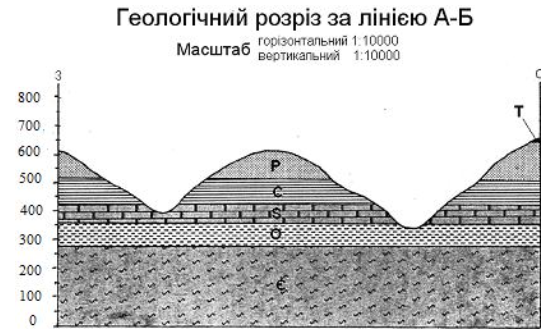 Геологічний розріз за лінією А-Б
Масштаб горізонтальний 1:10000
вертикальний 1:10000
З
С
800
700
600
500
400
300
200
100
0
T
P
C
S
O
Є